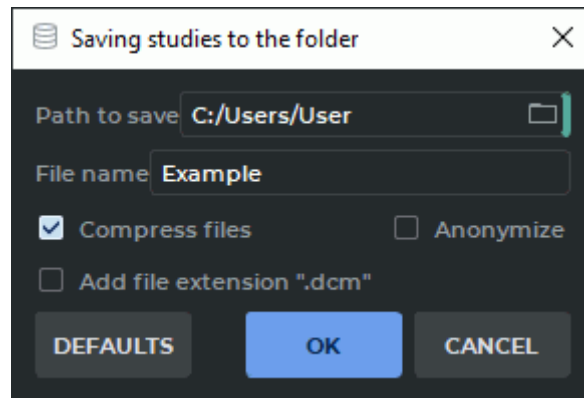 Saving studies to the folder
Path to save C:/Users/User
File name Example
Compress files Anonymize
Add file extension ".dcm"
DEFAULTS OK CANCEL